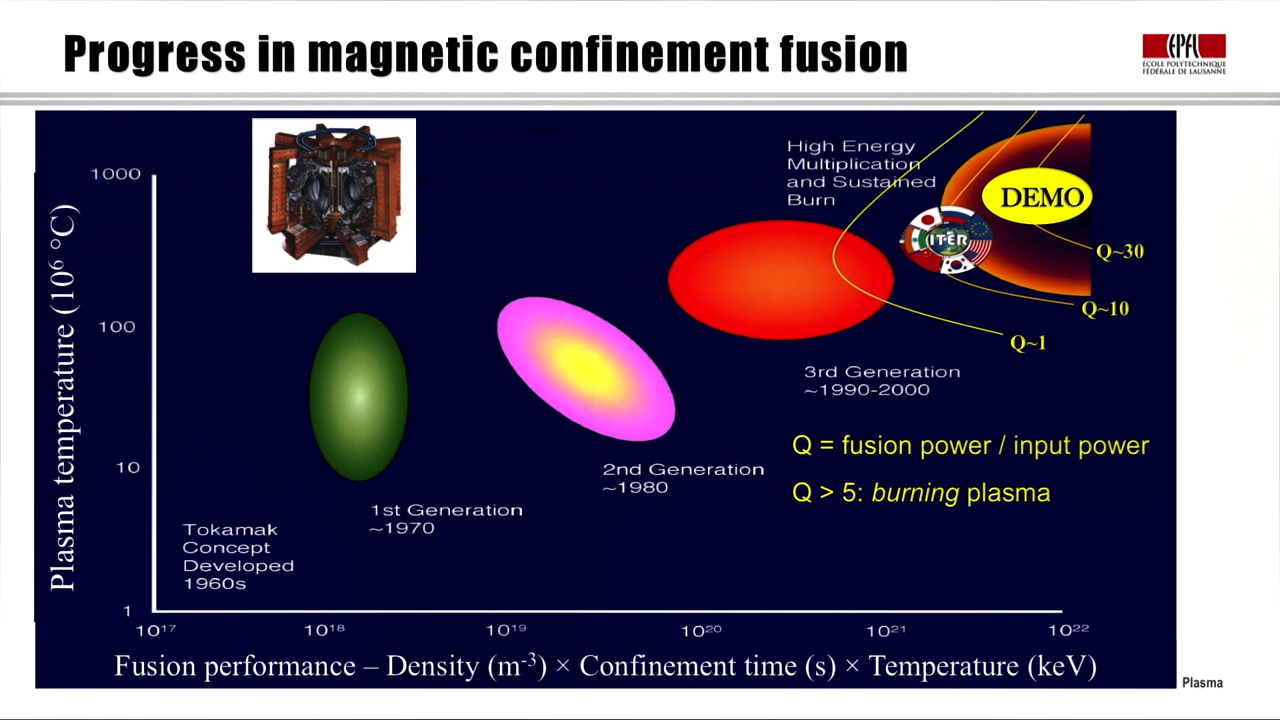 Progress in magnetic confinement fusion
EPFL
ÉCOLE POLYTECHNIQUE
FÉDÉRALE DE LAUSANNE
Plasma temperature (10⁶ °C)
1000
100
10
1
High Energy
Multiplication
and Sustained
Burn
DEMO
ITER
Q~30
Q~10
Q~1
3rd Generation
~1990-2000
Q = fusion power / input power
Q > 5: burning plasma
2nd Generation
~1980
1st Generation
~1970
Tokamak
Concept
Developed
1960s
10¹⁷ 10¹⁸ 10¹⁹ 10²⁰ 10²¹ 10²²
Fusion performance – Density (m⁻³) × Confinement time (s) × Temperature (keV)
Plasma